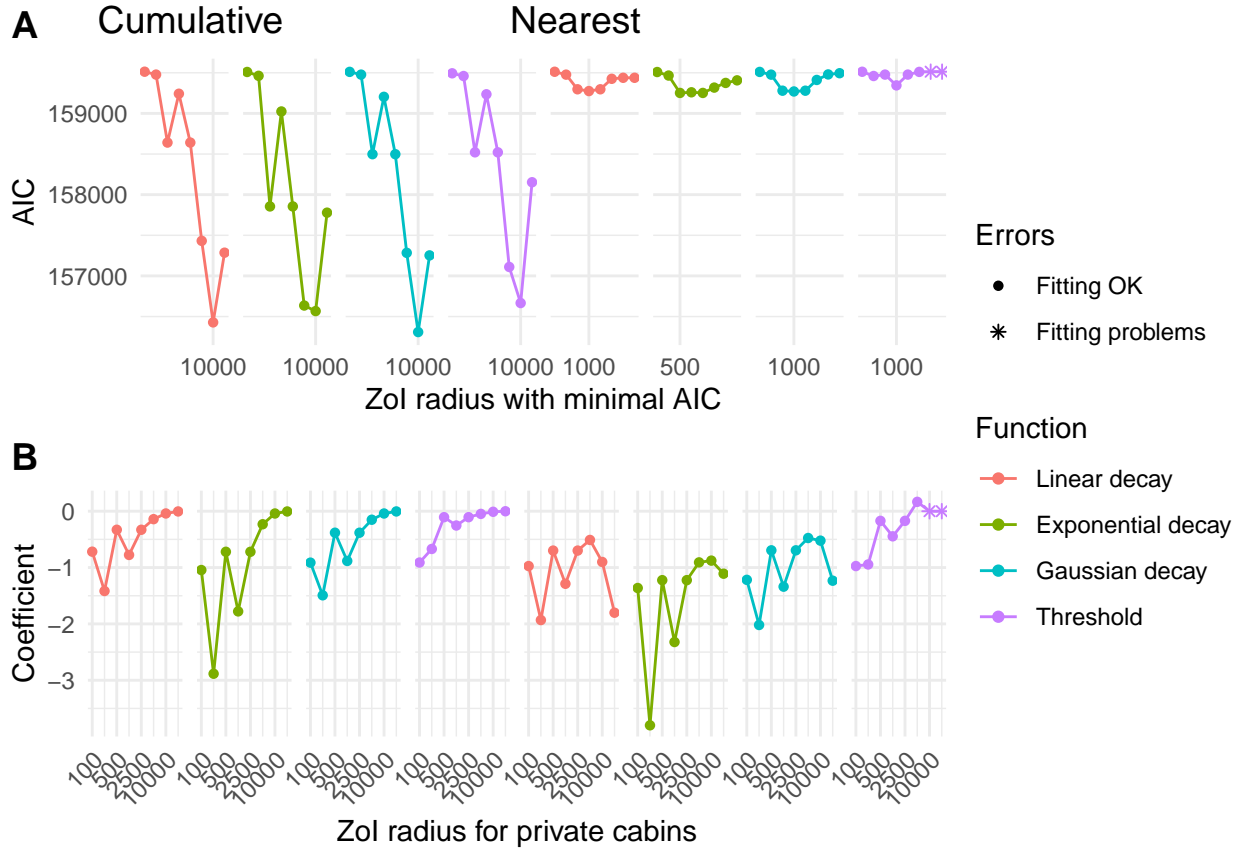 A
Cumulative
Nearest
159000
158000
157000
AIC
10000
10000
10000
10000
1000
500
1000
1000
ZoI radius with minimal AIC
Errors
Fitting OK
Fitting problems
Function
Linear decay
Exponential decay
Gaussian decay
Threshold
B
0
−1
−2
−3
Coefficient
100
500
2500
10000
100
500
2500
10000
100
500
2500
10000
100
500
2500
10000
100
500
2500
10000
100
500
2500
10000
100
500
2500
10000
100
500
2500
10000
ZoI radius for private cabins